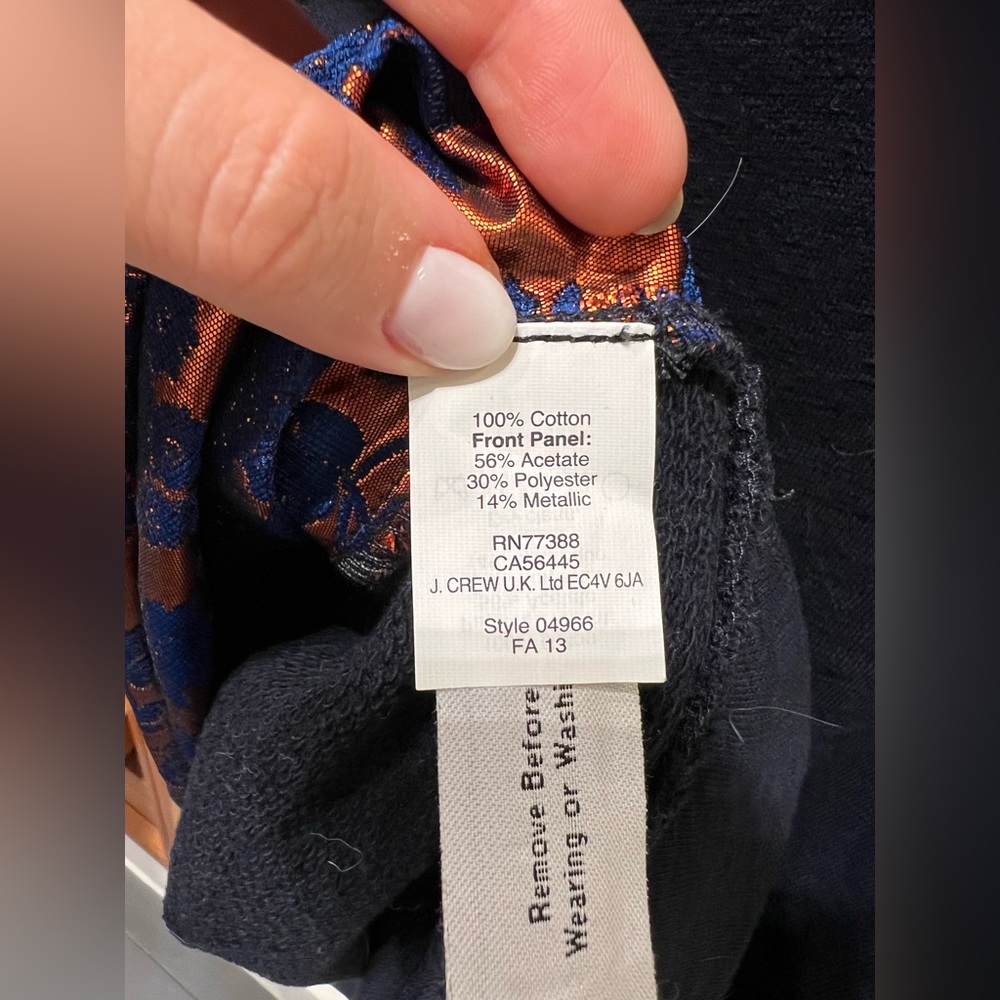 100% Cotton
Front Panel:
56% Acetate
30% Polyester
14% Metallic
RN77388
CA56445
J. CREW U.K. Ltd EC4V 6JA
Style 04966
FA 13
Remove Before
Wearing or Washi